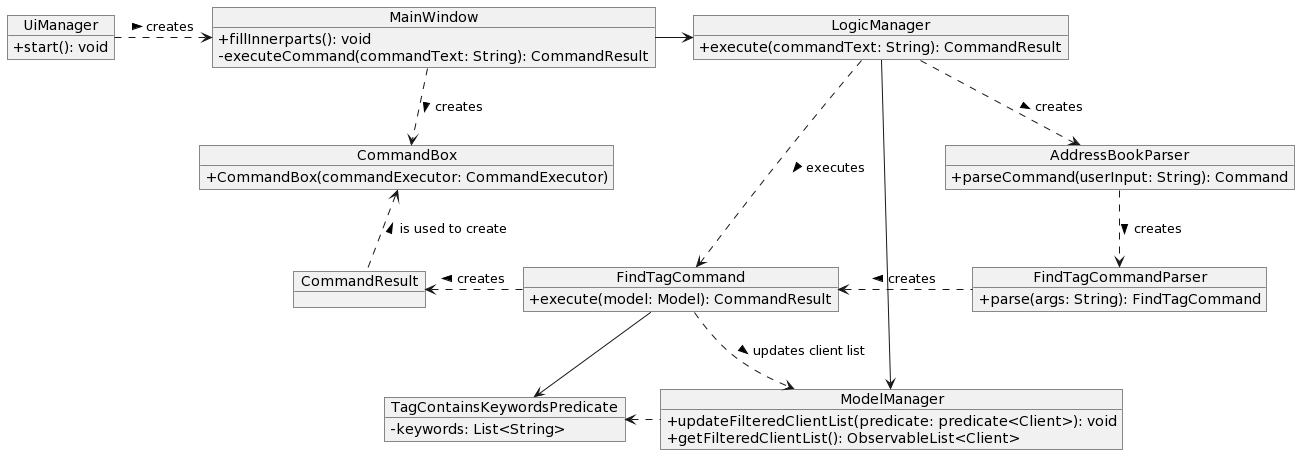 UiManager
+start(): void
creates
MainWindow
+fillInnerparts(): void
-executeCommand(commandText: String): CommandResult
LogicManager
+execute(commandText: String): CommandResult
creates
creates
CommandBox
+CommandBox(commandExecutor: CommandExecutor)
executes
AddressBookParser
+parseCommand(userInput: String): Command
is used to create
creates
CommandResult
creates
FindTagCommand
+execute(model: Model): CommandResult
creates
FindTagCommandParser
+parse(args: String): FindTagCommand
updates client list
TagContainsKeywordsPredicate
-keywords: List<String>
ModelManager
+updateFilteredClientList(predicate: predicate<Client>): void
+getFilteredClientList(): ObservableList<Client>